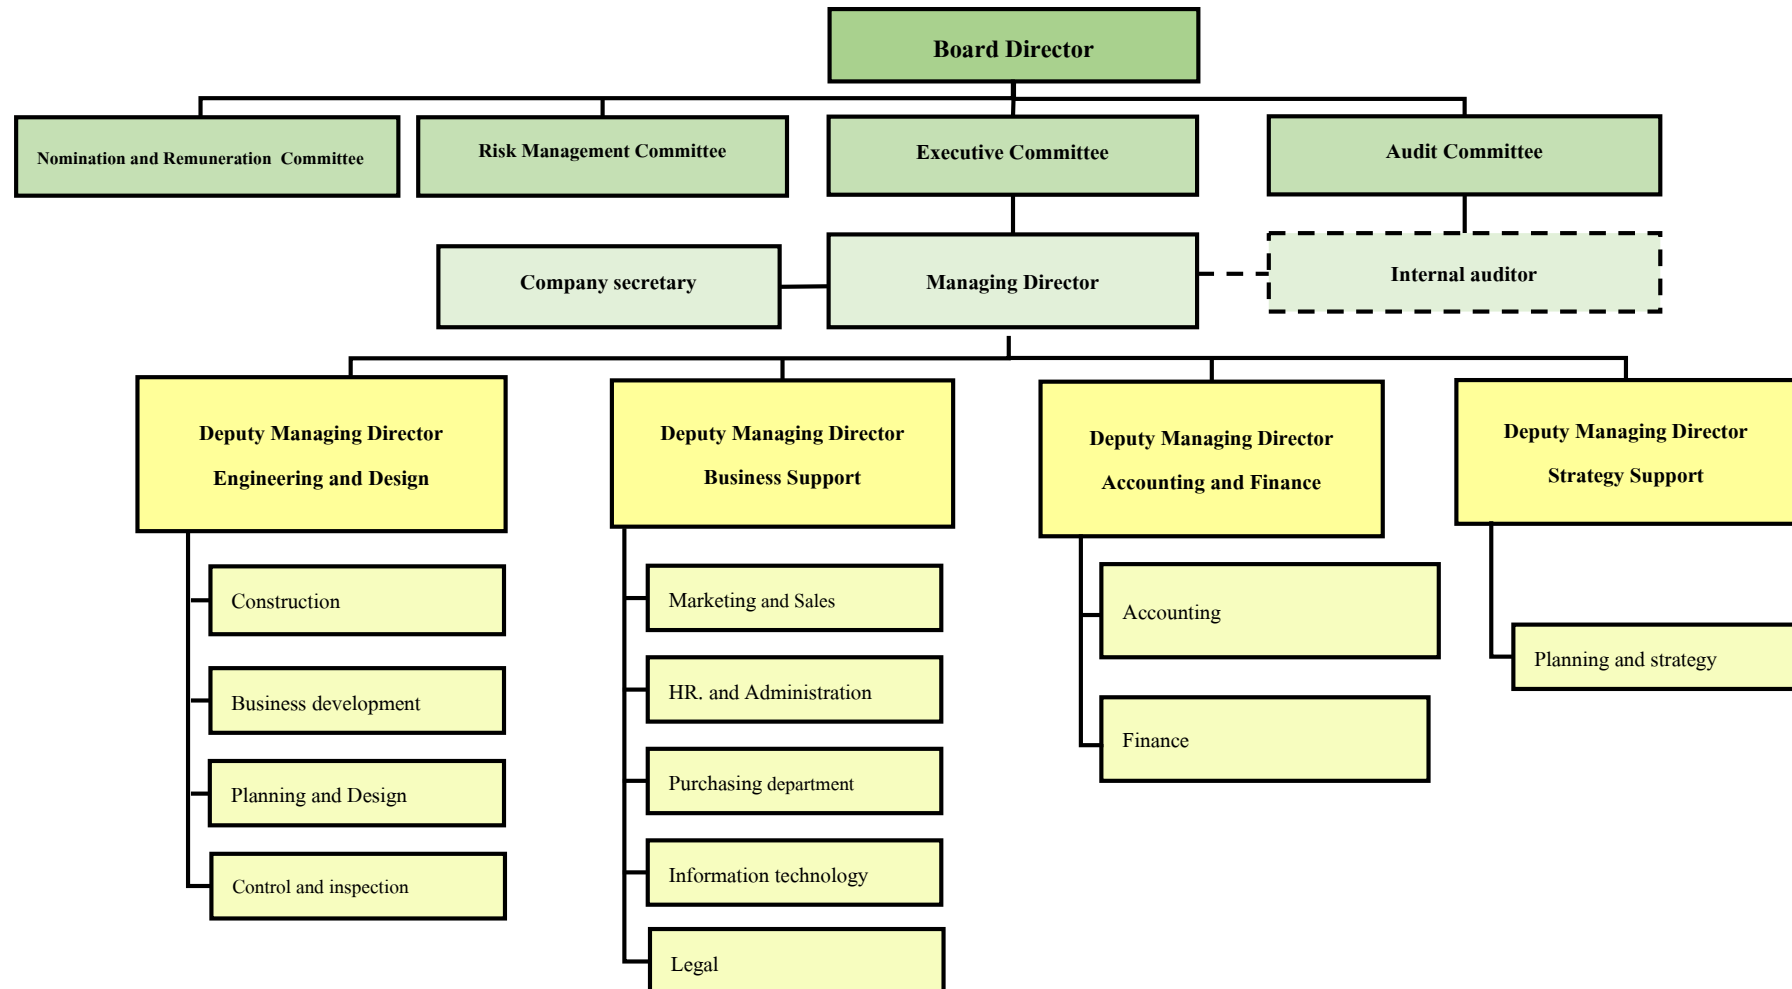 Board Director
Nomination and Remuneration Committee
Risk Management Committee
Executive Committee
Audit Committee
Company secretary
Managing Director
Internal auditor
Deputy Managing Director
Engineering and Design
Deputy Managing Director
Business Support
Deputy Managing Director
Accounting and Finance
Deputy Managing Director
Strategy Support
Construction
Business development
Planning and Design
Control and inspection
Marketing and Sales
HR. and Administration
Purchasing department
Information technology
Legal
Accounting
Finance
Planning and strategy